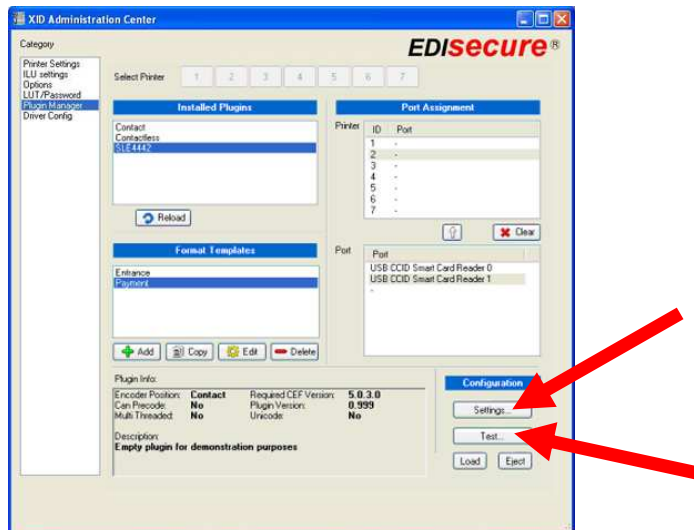 XID Administration Center
Category
EDIsecure®
Printer Settings
ILU settings
Options
LUT/Password
Plugin Manager
Driver Config
Select Printer 1 2 3 4 5 6 7
Installed Plugins
Contact
Contactless
SLE4442
Reload
Port Assignment
Printer
ID Port
1 -
2 -
3 -
4 -
5 -
6 -
7 -
Clear
Format Templates
Entrance
Payment
Add Copy Edit Delete
Port
Port
USB CCID Smart Card Reader 0
USB CCID Smart Card Reader 1
-
Plugin Info:
Encoder Position: Contact Required CEF Version: 5.0.3.0
Can Precode: No Plugin Version: 0.999
Multi Threaded: No Unicode: No
Description:
Empty plugin for demonstration purposes
Configuration
Settings...
Test...
Load Eject